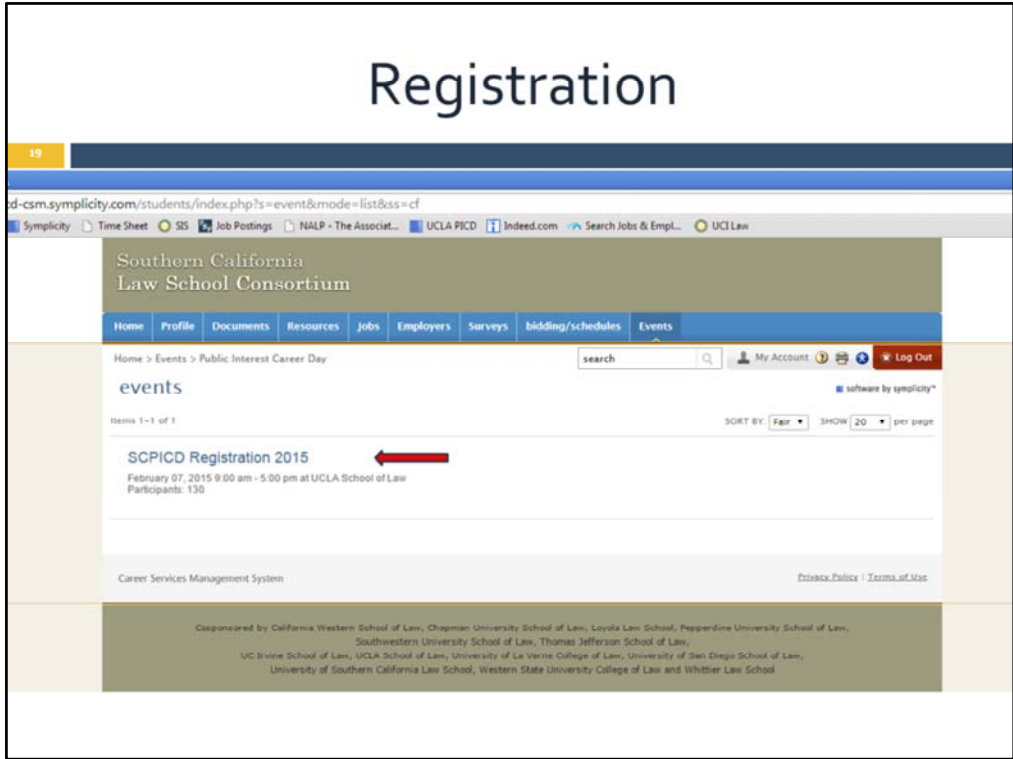 Registration
19
d-csm.symplicity.com/students/index.php?s=event&mode=list&ss=cf
Symplicity Time Sheet SIS Job Postings NALP - The Associat... UCLA PICD Indeed.com Search Jobs & Empl... UCI Law
Southern California
Law School Consortium
Home Profile Documents Resources Jobs Employers Surveys bidding/schedules Events
Home > Events > Public Interest Career Day search My Account Log Out
events
software by symplicity™
Items 1-1 of 1 SORT BY: Fair SHOW 20 per page
SCPICD Registration 2015
February 07, 2015 9:00 am - 5:00 pm at UCLA School of Law
Participants: 130
Career Services Management System Privacy Policy | Terms of Use
Cosponsored by California Western School of Law, Chapman University School of Law, Loyola Law School, Pepperdine University School of Law,
Southwestern University School of Law, Thomas Jefferson School of Law,
UC Irvine School of Law, UCLA School of Law, University of La Verne College of Law, University of San Diego School of Law,
University of Southern California Law School, Western State University College of Law and Whittier Law School